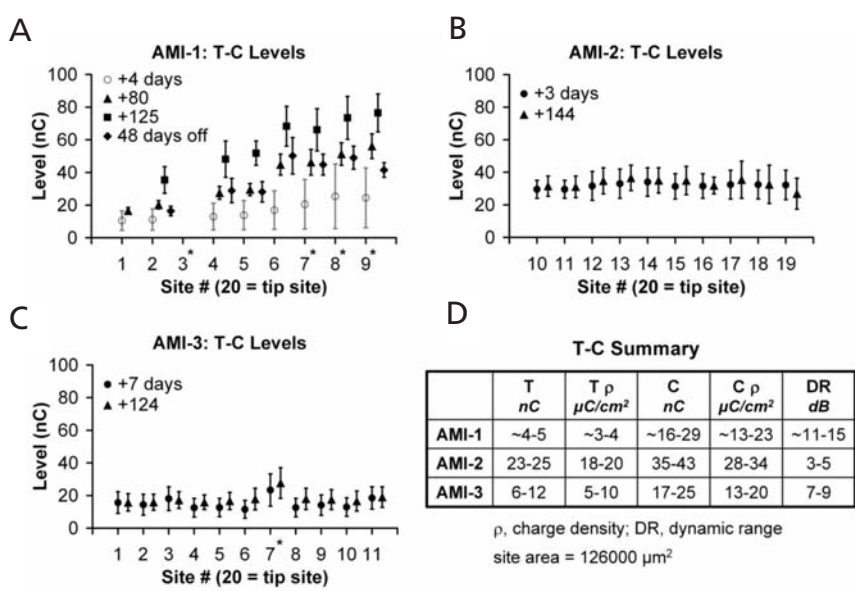 A
AMI-1: T-C Levels
100
80
60
40
20
0
Level (nC)
+4 days
+80
+125
48 days off
1 2 3* 4 5 6 7* 8* 9*
Site # (20 = tip site)
B
AMI-2: T-C Levels
100
80
60
40
20
0
Level (nC)
+3 days
+144
10 11 12 13 14 15 16 17 18 19
Site # (20 = tip site)
C
AMI-3: T-C Levels
100
80
60
40
20
0
Level (nC)
+7 days
+124
1 2 3 4 5 6 7* 8 9 10 11
Site # (20 = tip site)
D
T-C Summary
T T ρ C C ρ DR
nC μC/cm² nC μC/cm² dB
AMI-1 ~4-5 ~3-4 ~16-29 ~13-23 ~11-15
AMI-2 23-25 18-20 35-43 28-34 3-5
AMI-3 6-12 5-10 17-25 13-20 7-9
ρ, charge density; DR, dynamic range
site area = 126000 μm²